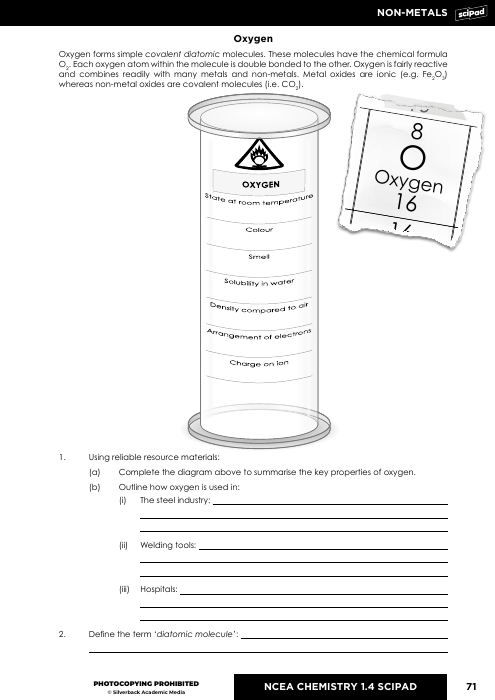 NON-METALS scipad
Oxygen
Oxygen forms simple covalent diatomic molecules. These molecules have the chemical formula
O₂. Each oxygen atom within the molecule is double bonded to the other. Oxygen is fairly reactive
and combines readily with many metals and non-metals. Metal oxides are ionic (e.g. Fe₂O₃)
whereas non-metal oxides are covalent molecules (i.e. CO₂).
8
O
Oxygen
16
OXYGEN
State at room temperature
Colour
Smell
Solubility in water
Density compared to air
Arrangement of electrons
Charge on ion
1. Using reliable resource materials:
(a) Complete the diagram above to summarise the key properties of oxygen.
(b) Outline how oxygen is used in:
(i) The steel industry:
(ii) Welding tools:
(iii) Hospitals:
2. Define the term ‘diatomic molecule’:
PHOTOCOPYING PROHIBITED
© Silverback Academic Media
NCEA CHEMISTRY 1.4 SCIPAD 71